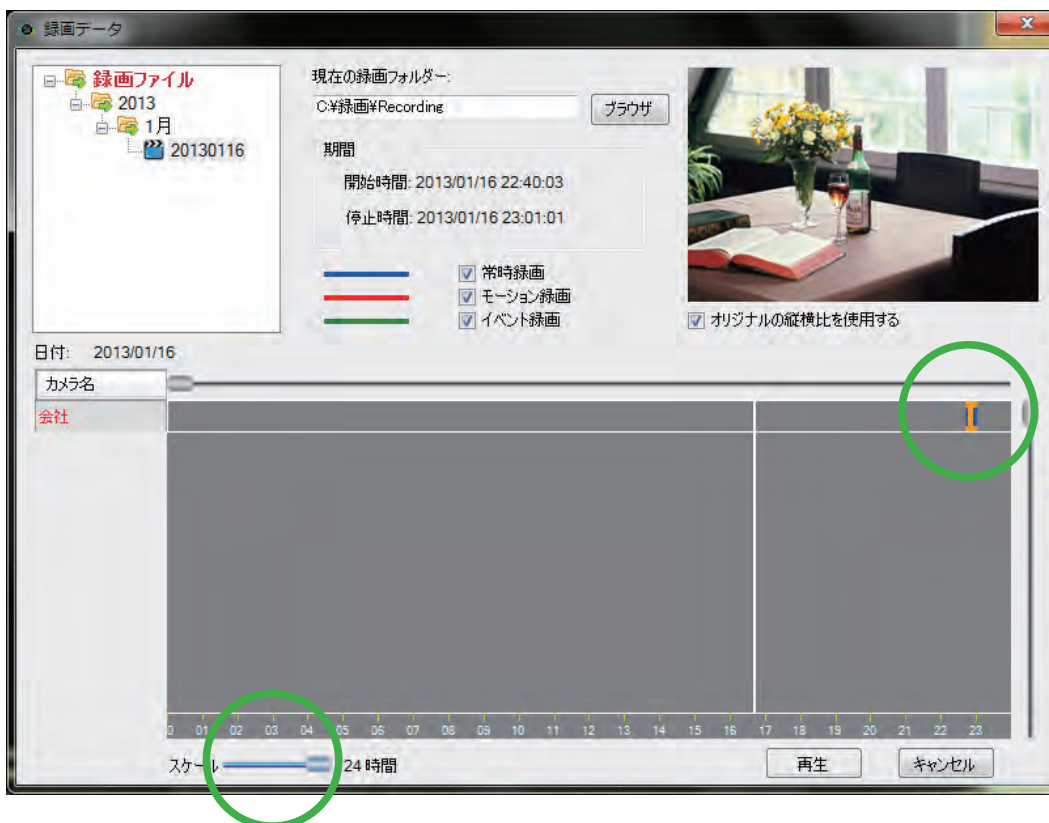 録画データ
録画ファイル
2013
1月
20130116
現在の録画フォルダー:
C:¥録画¥Recording
ブラウザ
期間
開始時間: 2013/01/16 22:40:03
停止時間: 2013/01/16 23:01:01
常時録画
モーション録画
イベント録画
オリジナルの縦横比を使用する
日付: 2013/01/16
カメラ名
会社
0 01 02 03 04 05 06 07 08 09 10 11 12 13 14 15 16 17 18 19 20 21 22 23
スケール 24 時間
再生
キャンセル